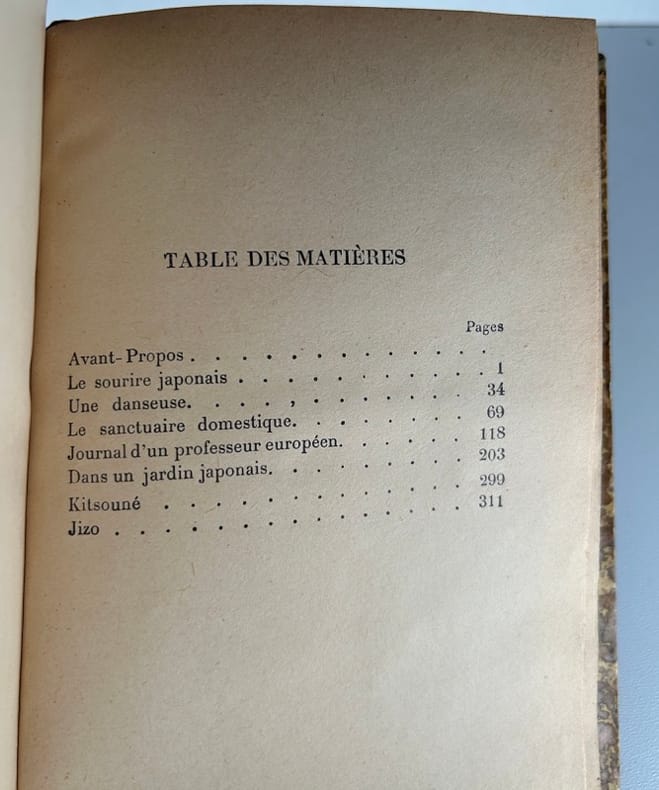 TABLE DES MATIÈRES
Pages
Avant-Propos . . . . . . . . . . . . .
Le sourire japonais . . . . . . . . . . . 1
Une danseuse. . . . , . . . . . . . 34
Le sanctuaire domestique. . . . . . . . 69
Journal d'un professeur européen. . . . . . 118
Dans un jardin japonais. . . . . . . . . 203
Kitsouné . . . . . . . . . . . . . 299
Jizo . . . . . . . . . . . . . . . 311